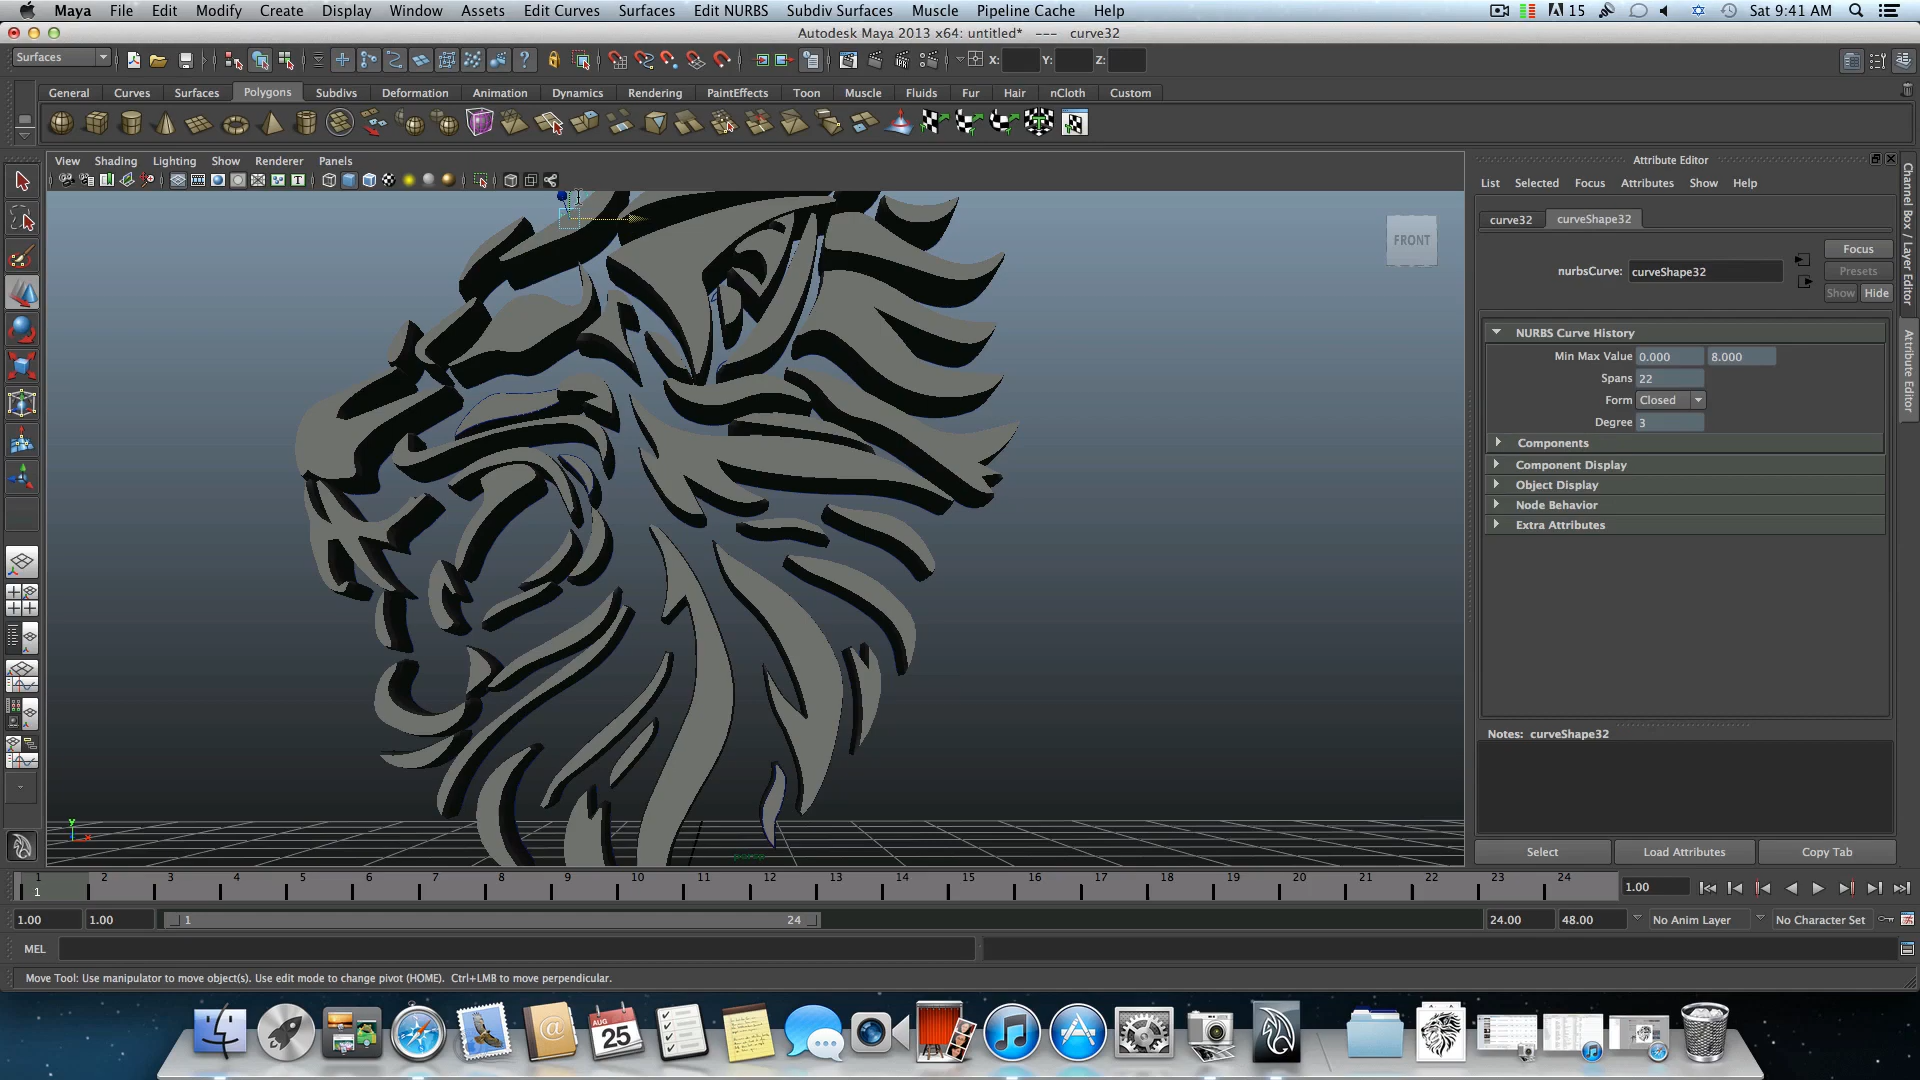 Maya File Edit Modify Create Display Window Assets Edit Curves Surfaces Edit NURBS Subdiv Surfaces Muscle Pipeline Cache Help 15 Sat 9:41 AM
Autodesk Maya 2013 x64: untitled* --- curve32
Surfaces X: Y: Z:
General Curves Surfaces Polygons Subdivs Deformation Animation Dynamics Rendering PaintEffects Toon Muscle Fluids Fur Hair nCloth Custom
View Shading Lighting Show Renderer Panels
FRONT
persp
y
x
Attribute Editor
List Selected Focus Attributes Show Help
curve32 curveShape32
Focus
nurbsCurve: curveShape32
Presets
Show Hide
NURBS Curve History
Min Max Value 0.000 8.000
Spans 22
Form Closed
Degree 3
Components
Component Display
Object Display
Node Behavior
Extra Attributes
Notes: curveShape32
Select Load Attributes Copy Tab
Channel Box / Layer Editor
Attribute Editor
1 2 3 4 5 6 7 8 9 10 11 12 13 14 15 16 17 18 19 20 21 22 23 24
1
1.00
1.00 1.00 1 24 24.00 48.00 No Anim Layer No Character Set
MEL
Move Tool: Use manipulator to move object(s). Use edit mode to change pivot (HOME). Ctrl+LMB to move perpendicular.
AUG
25